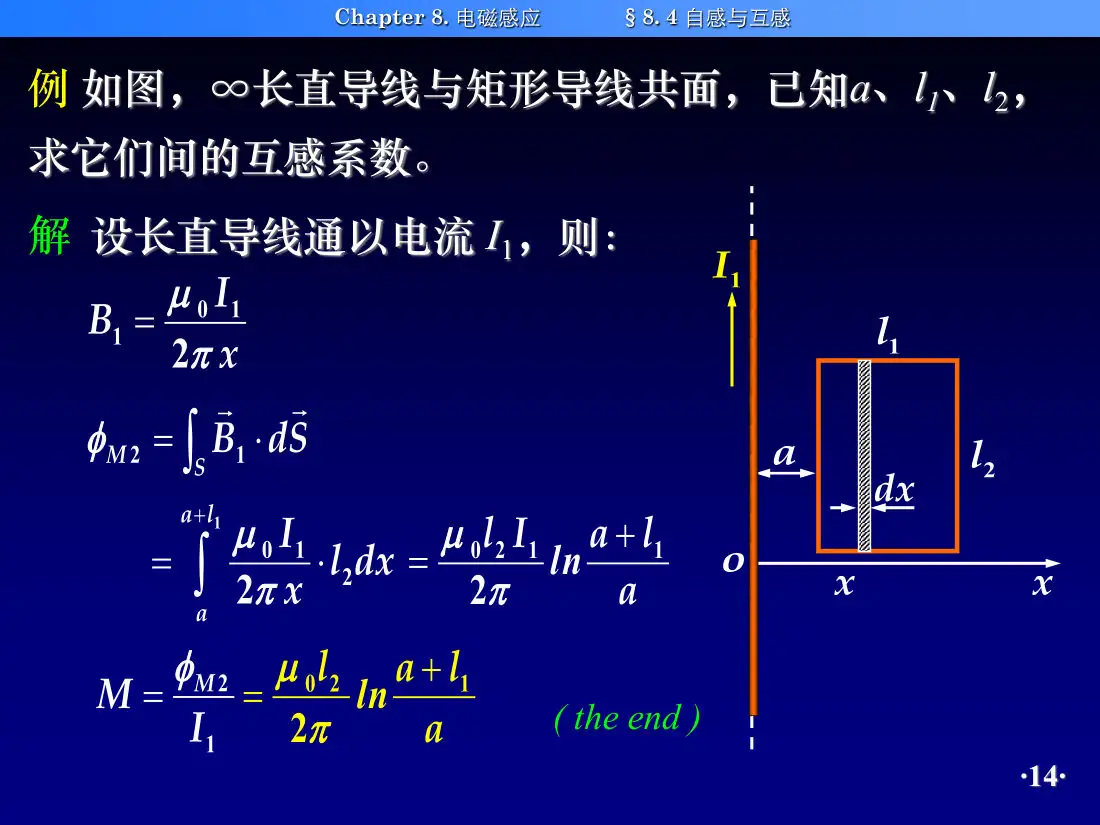 Chapter 8. 电磁感应 § 8. 4 自感与互感
例 如图，∞长直导线与矩形导线共面，已知a、l₁、l₂，
求它们间的互感系数。
解 设长直导线通以电流 I₁，则：
B₁ = μ₀I₁ / 2πx
ϕ_M2 = ∫_S B⃗₁ · dS⃗
= ∫_a^(a+l₁) μ₀I₁ / 2πx · l₂dx = μ₀l₂I₁ / 2π ln (a+l₁) / a
M = ϕ_M2 / I₁ = μ₀l₂ / 2π ln (a+l₁) / a
( the end )
I₁
l₁
a
l₂
dx
o
x
x
·14·